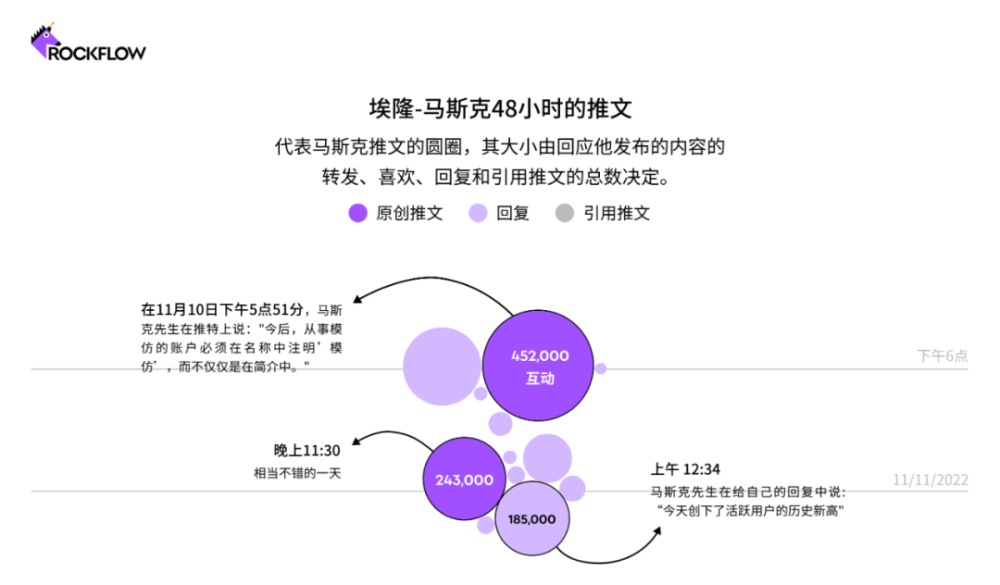 ROCKFLOW
埃隆-马斯克48小时的推文
代表马斯克推文的圆圈，其大小由回应他发布的内容的
转发、喜欢、回复和引用推文的总数决定。
原创推文 回复 引用推文
在11月10日下午5点51分，马斯
克先生在推特上说："今后，从事模
仿的账户必须在名称中注明’模
仿’，而不仅仅是在简介中。"
452,000
互动
下午6点
晚上11:30
相当不错的一天
243,000
185,000
上午 12:34
马斯克先生在给自己的回复中说：
“今天创下了活跃用户的历史新高"
11/11/2022